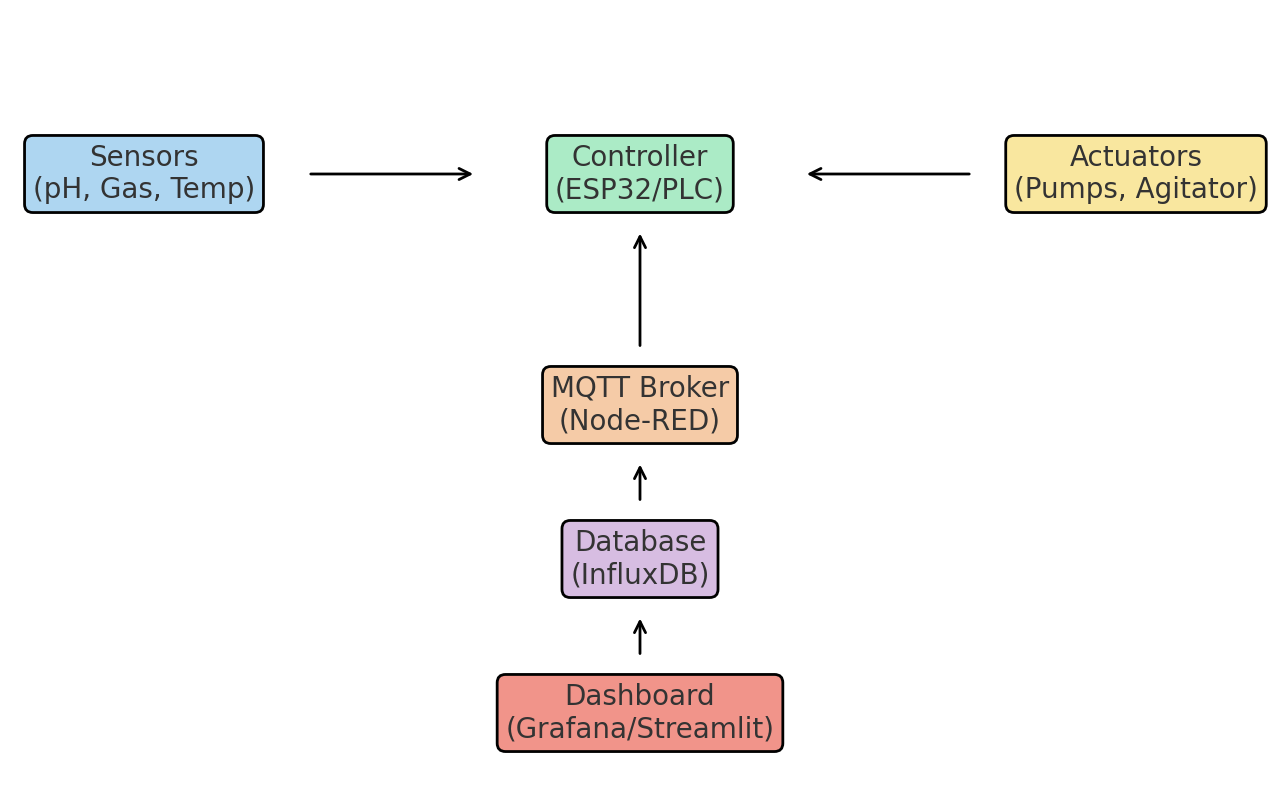 Sensors
(pH, Gas, Temp)
Controller
(ESP32/PLC)
Actuators
(Pumps, Agitator)
MQTT Broker
(Node-RED)
Database
(InfluxDB)
Dashboard
(Grafana/Streamlit)